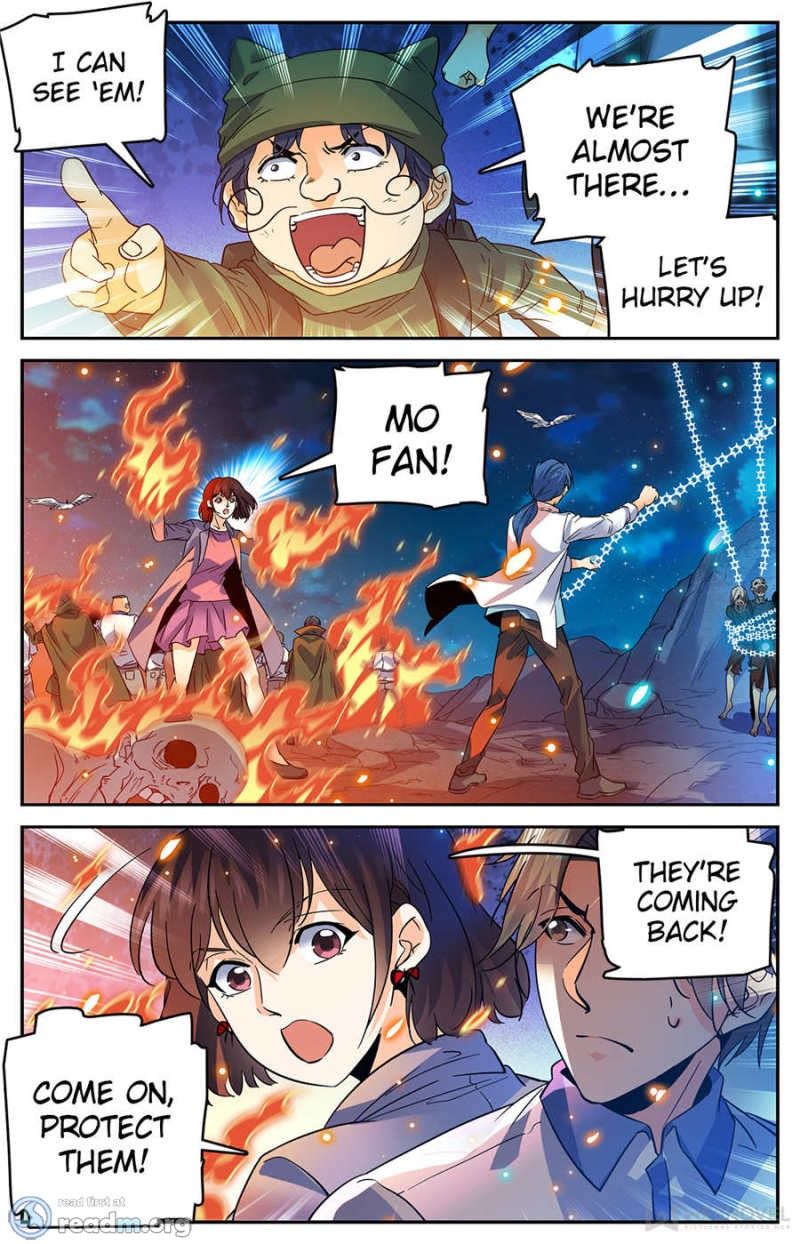 I CAN
SEE 'EM!
WE'RE
ALMOST
THERE...
LET'S
HURRY UP!
MO
FAN!
THEY'RE
COMING
BACK!
COME ON,
PROTECT
THEM!
read first at
readm.org